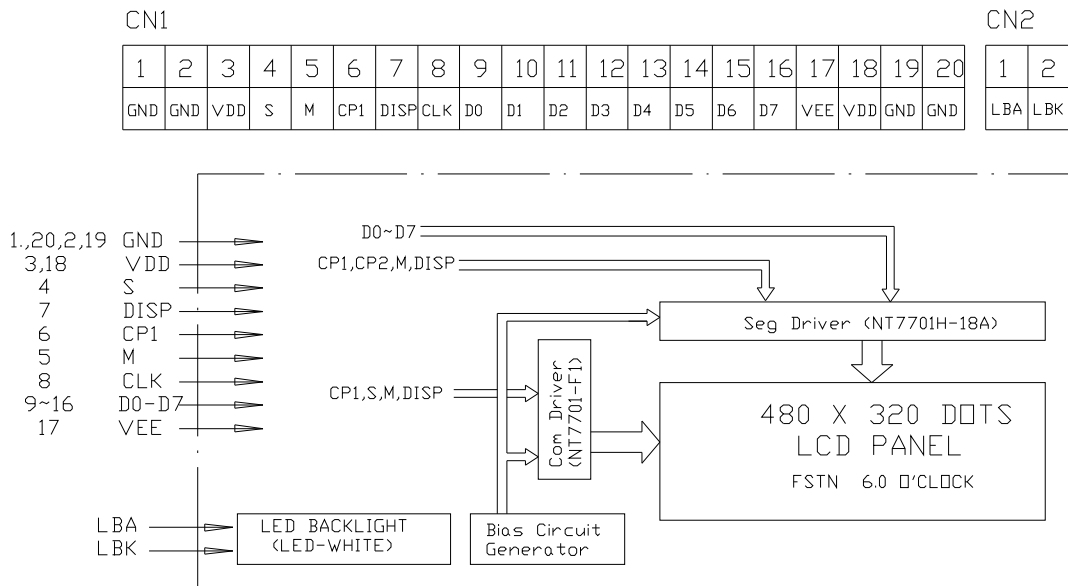 CN1 CN2
1 2 3 4 5 6 7 8 9 10 11 12 13 14 15 16 17 18 19 20 1 2
GND GND VDD S M CP1 DISP CLK D0 D1 D2 D3 D4 D5 D6 D7 VEE VDD GND GND LBA LBK
1.,20,2,19 GND
3,18 VDD
4 S
7 DISP
6 CP1
5 M
8 CLK
9~16 D0-D7
17 VEE
D0~D7
CP1,CP2,M,DISP
Seg Driver (NT7701H-18A)
CP1,S,M,DISP
Com Driver
(NT7701-F1)
480 X 320 DOTS
LCD PANEL
FSTN 6.0 O'CLOCK
LBA
LBK
LED BACKLIGHT
(LED-WHITE)
Bias Circuit
Generator